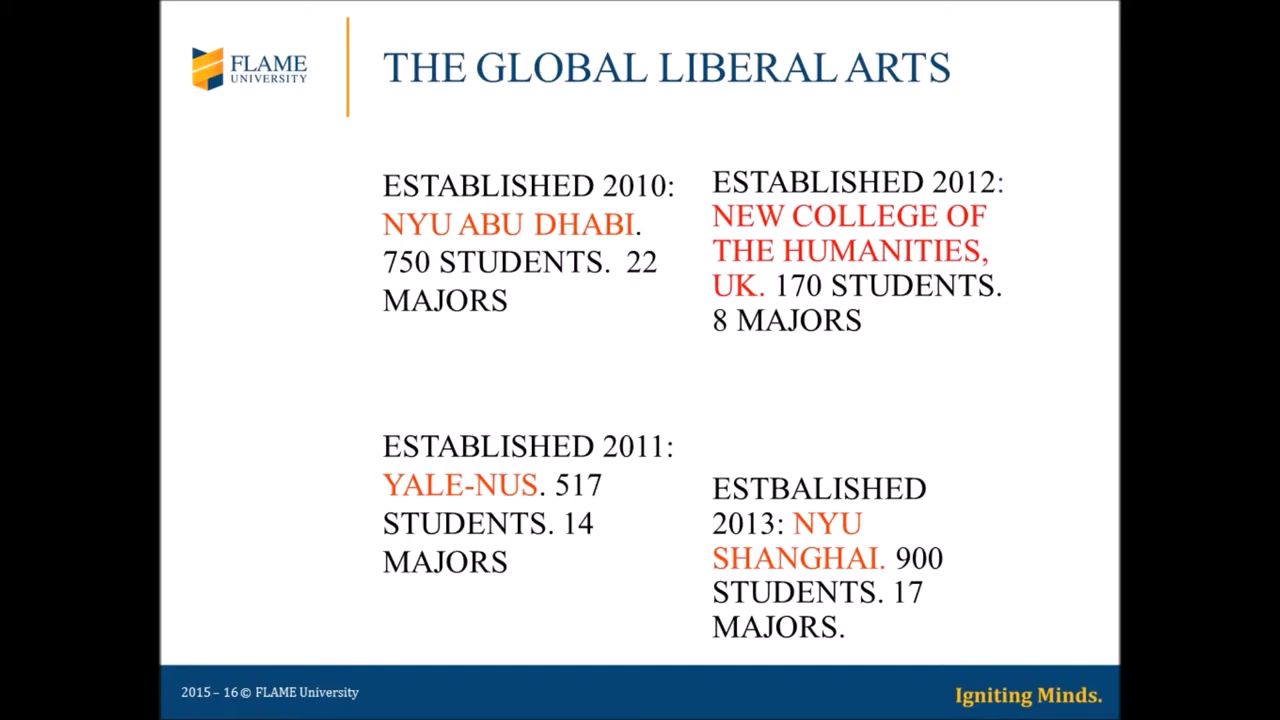 FLAME
UNIVERSITY
THE GLOBAL LIBERAL ARTS
ESTABLISHED 2010:
NYU ABU DHABI.
750 STUDENTS.  22
MAJORS
ESTABLISHED 2011:
YALE-NUS. 517
STUDENTS. 14
MAJORS
ESTABLISHED 2012:
NEW COLLEGE OF
THE HUMANITIES,
UK. 170 STUDENTS.
8 MAJORS
ESTBALISHED
2013: NYU
SHANGHAI. 900
STUDENTS. 17
MAJORS.
2015 – 16 © FLAME University
Igniting Minds.